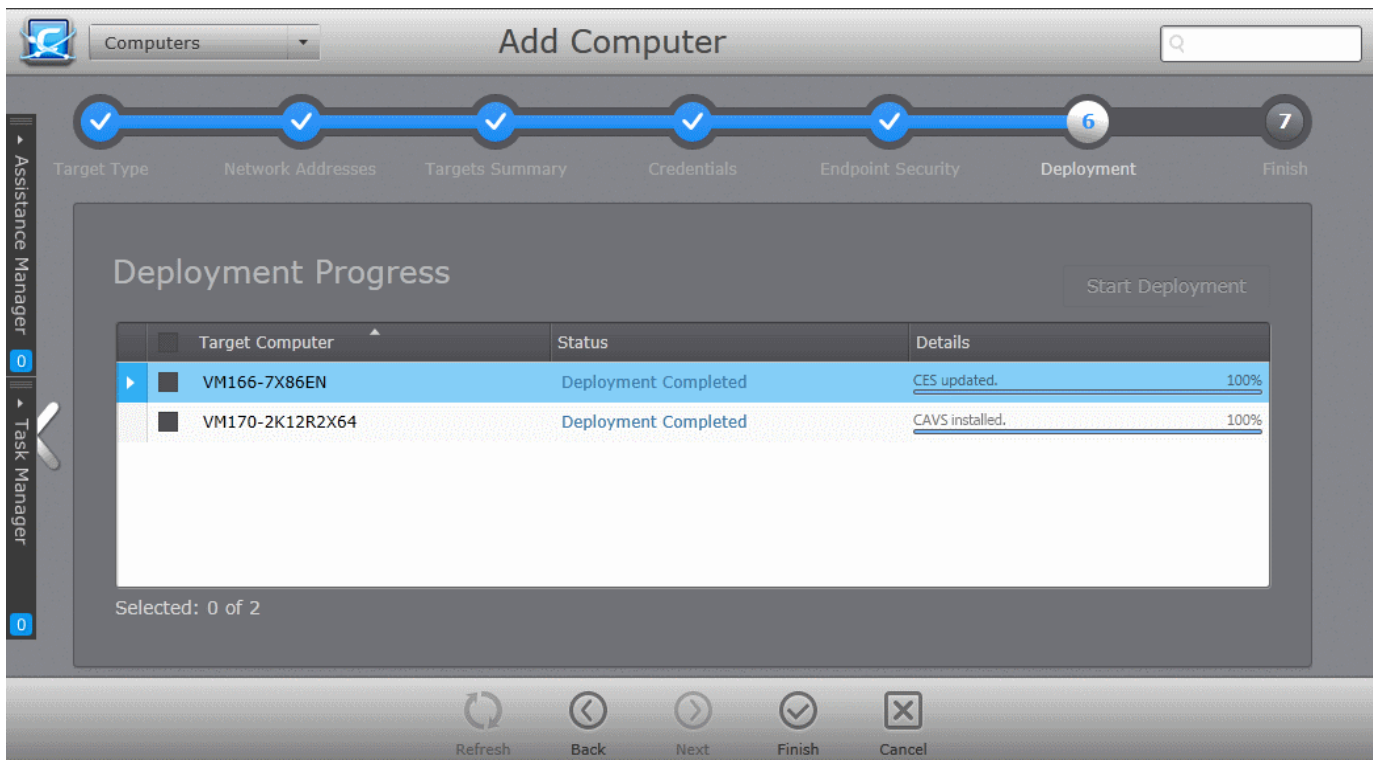 Computers
Add Computer
6
7
Target Type
Network Addresses
Targets Summary
Credentials
Endpoint Security
Deployment
Finish
Assistance Manager
0
Task Manager
0
Deployment Progress
Start Deployment
Target Computer Status Details
VM166-7X86EN Deployment Completed CES updated. 100%
VM170-2K12R2X64 Deployment Completed CAVS installed. 100%
Selected: 0 of 2
Refresh
Back
Next
Finish
Cancel